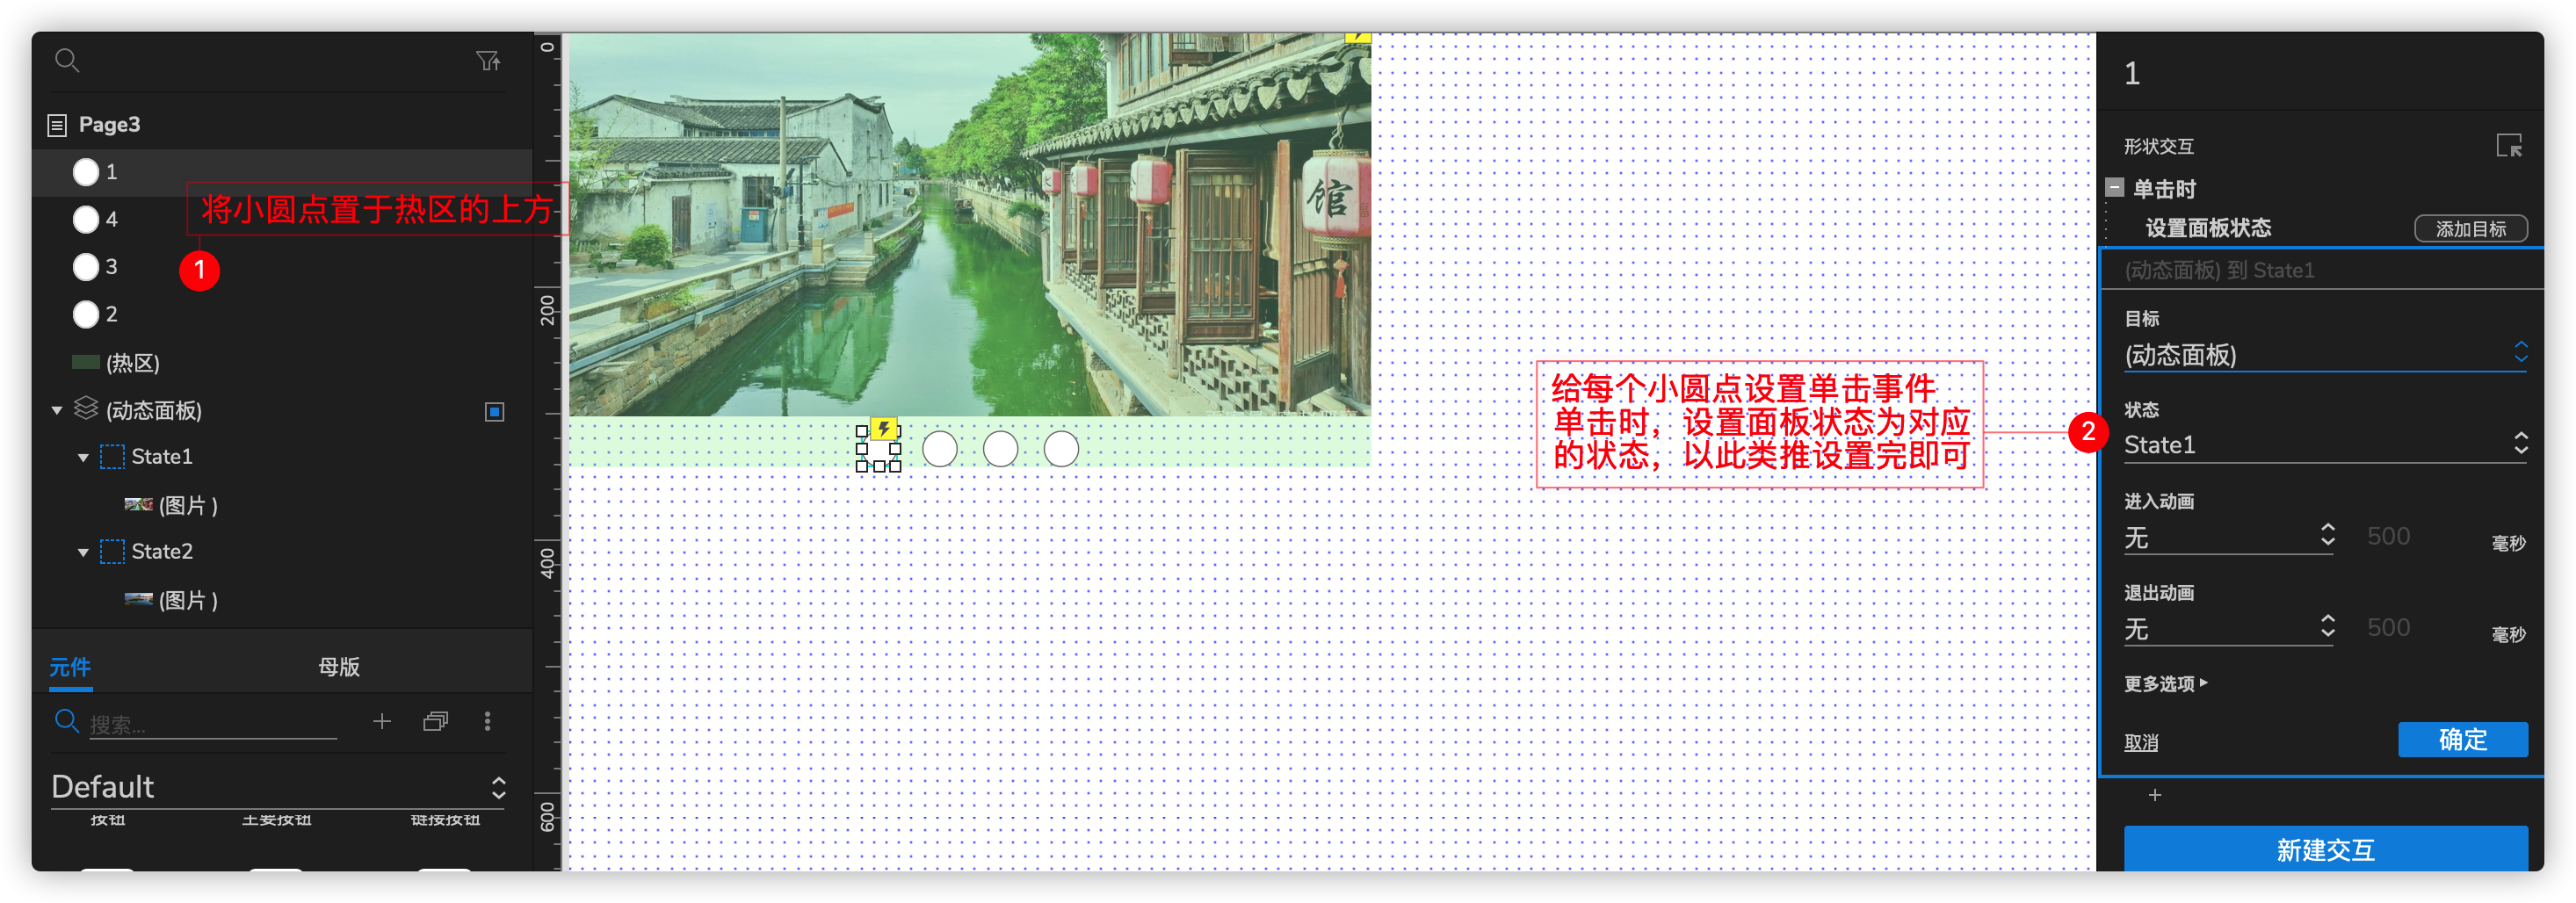 Page3
1
4
3
2
(热区)
(动态面板)
State1
(图片 )
State2
(图片 )
将小圆点置于热区的上方
1
元件
母版
搜索...
Default
按钮
主要按钮
链接按钮
0
200
400
600
馆
给每个小圆点设置单击事件
单击时，设置面板状态为对应
的状态，以此类推设置完即可
2
1
形状交互
单击时
设置面板状态
添加目标
(动态面板) 到 State1
目标
(动态面板)
状态
State1
进入动画
无
500
毫秒
退出动画
无
500
毫秒
更多选项
取消
确定
新建交互